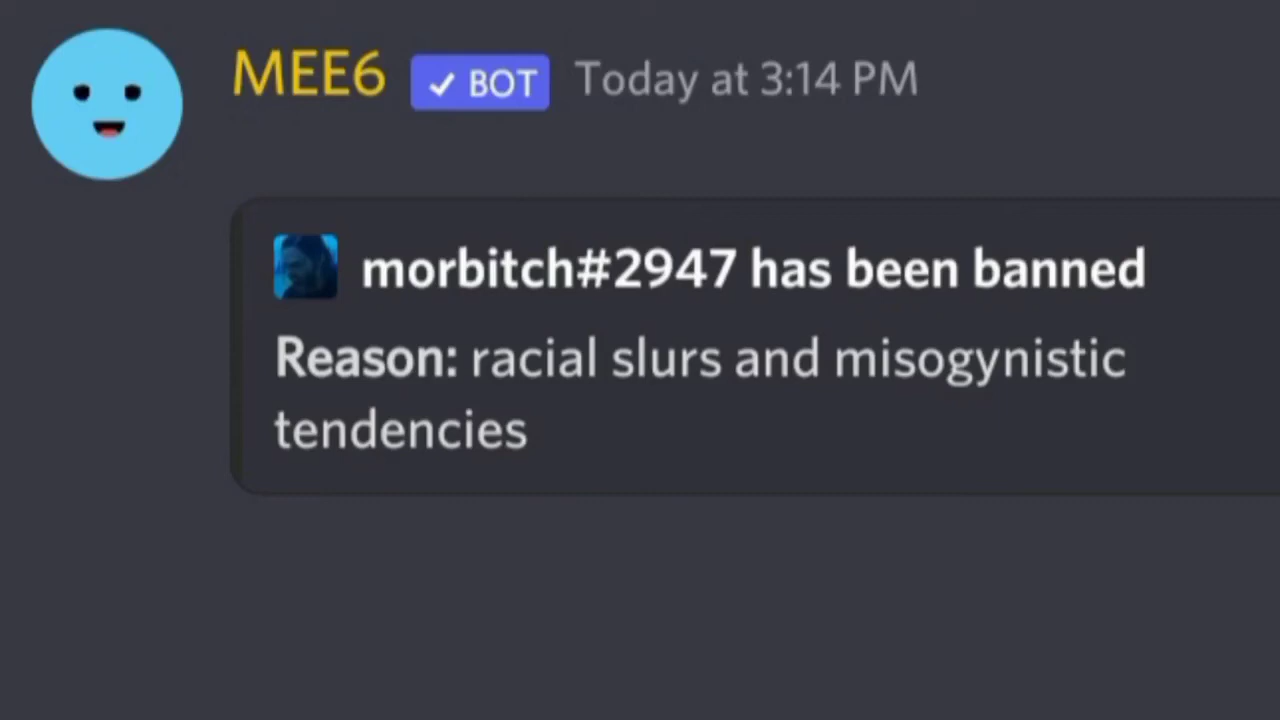 MEE6 ✓ BOT Today at 3:14 PM
morbitch#2947 has been banned
Reason: racial slurs and misogynistic
tendencies